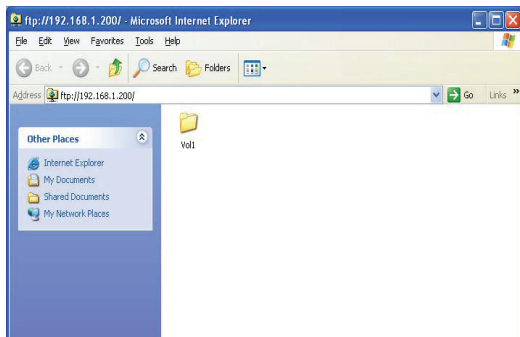 ftp://192.168.1.200/ - Microsoft Internet Explorer
File Edit View Favorites Tools Help
Back Search Folders
Address ftp://192.168.1.200/ Go Links »
Other Places
Internet Explorer
My Documents
Shared Documents
My Network Places
Vol1